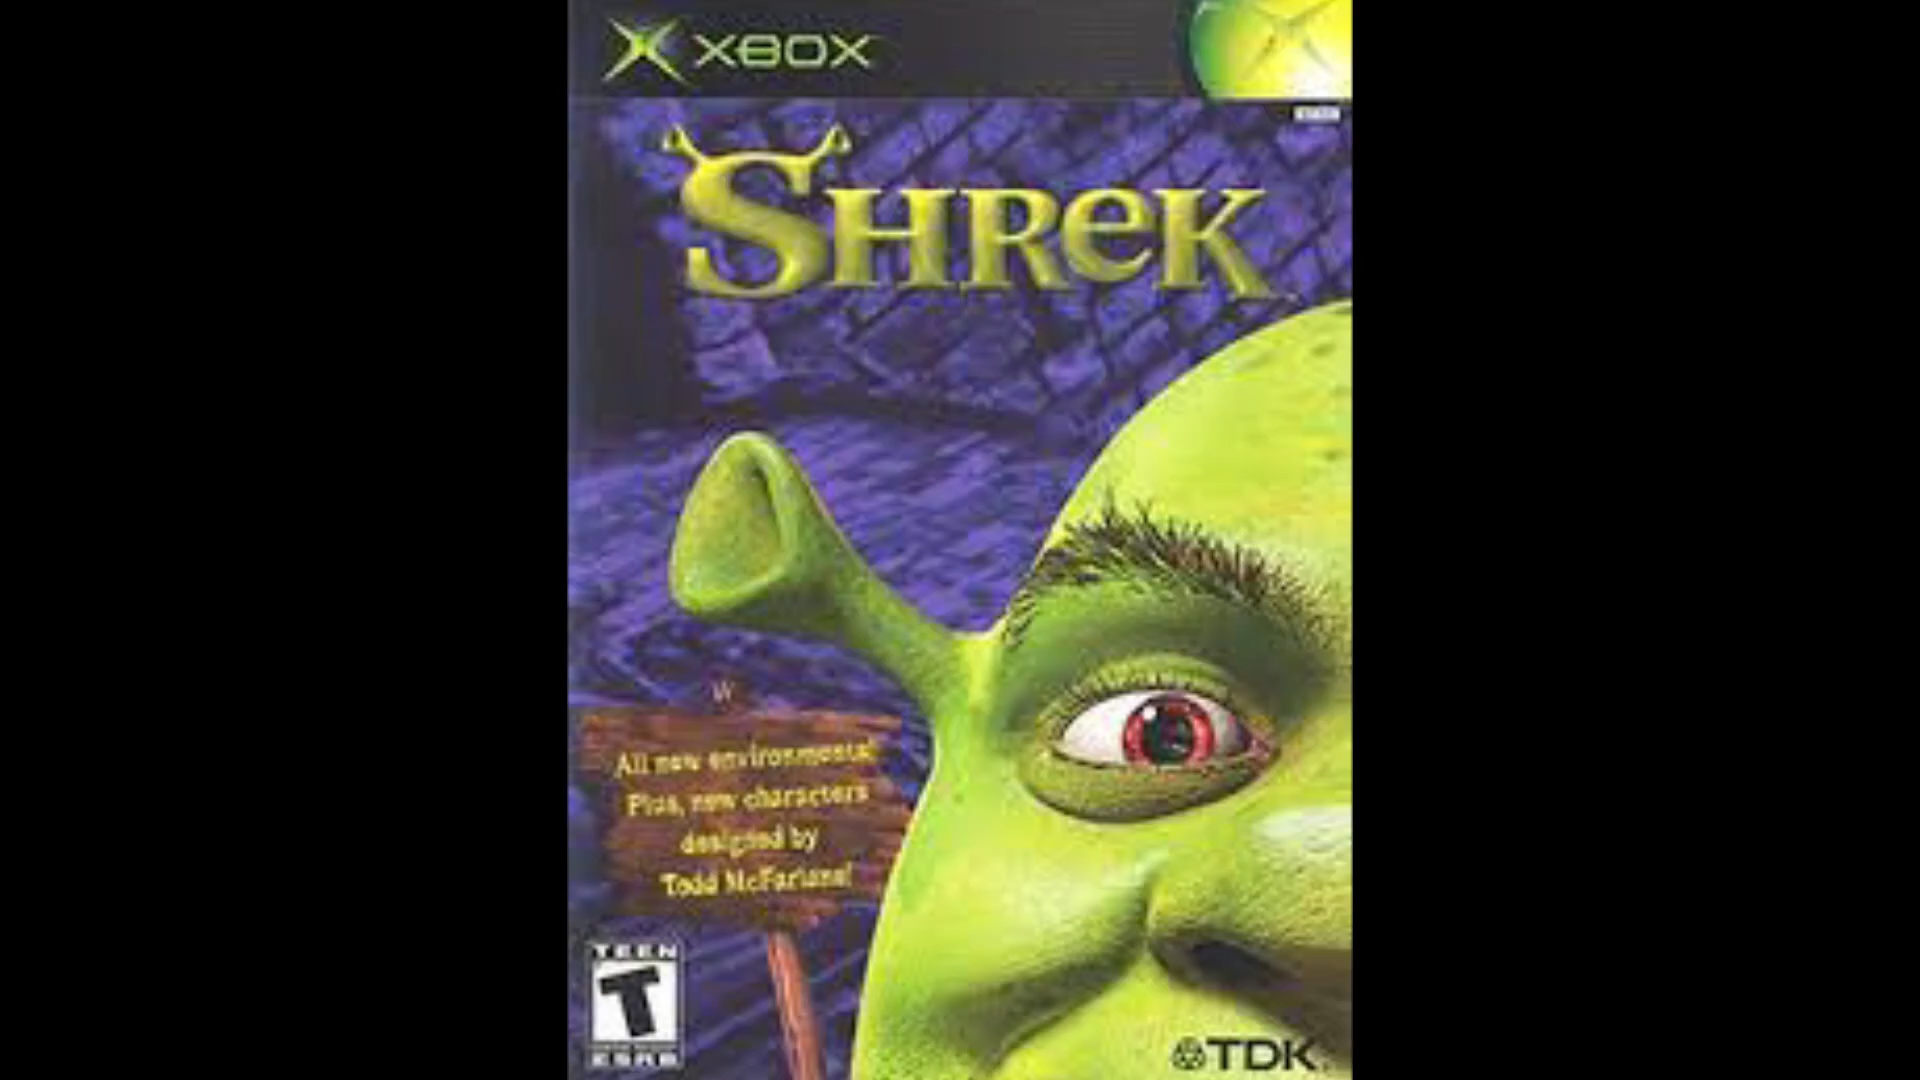 XBOX
SHReK
All new environments!
Plus, new characters
designed by
Todd McFarlane!
TEEN
T
ESRB
TDK